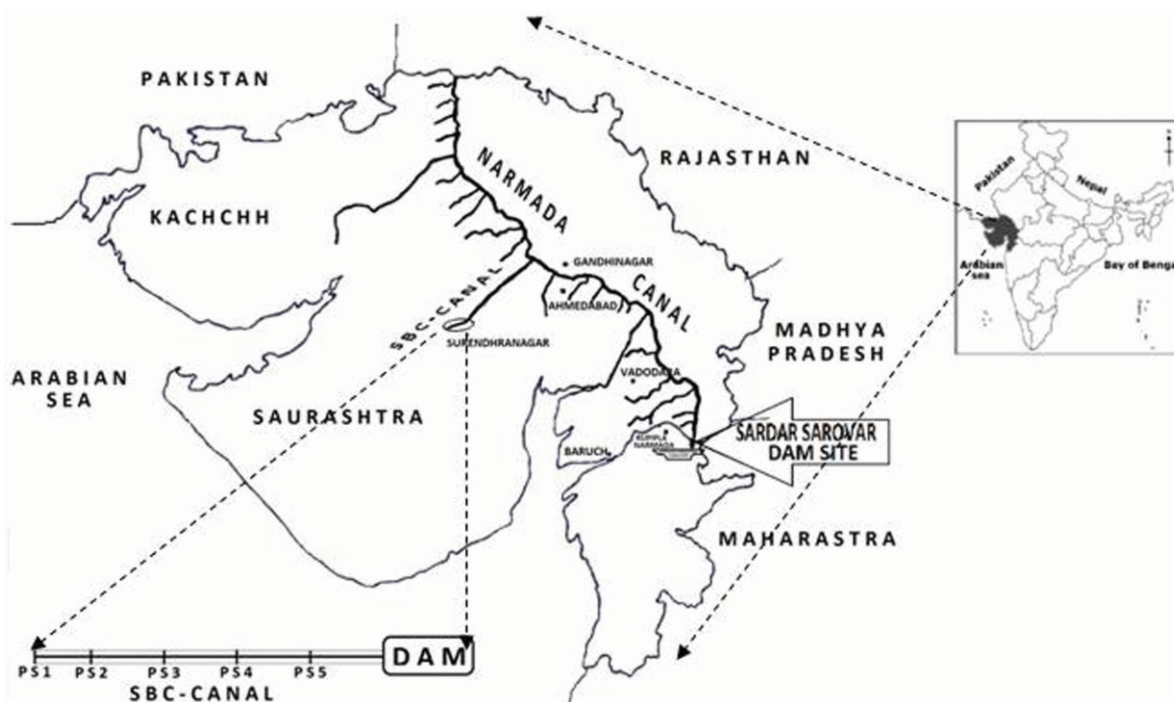 PAKISTAN
NARMADA
RAJASTHAN
KACHCHH
GANDHINAGAR
CANAL
AHMEDABAD
SBC-CANAL
SURENDHRANAGAR
MADHYA
PRADESH
ARABIAN
SEA
VADODARA
SAURASHTRA
SARDAR SAROVAR
DAM SITE
NARMADA
BARUCH
MAHARASTRA
DAM
PS1 PS2 PS3 PS4 PS5
SBC-CANAL
Pakistan
Nepal
Arabian
sea
Bay of Benga